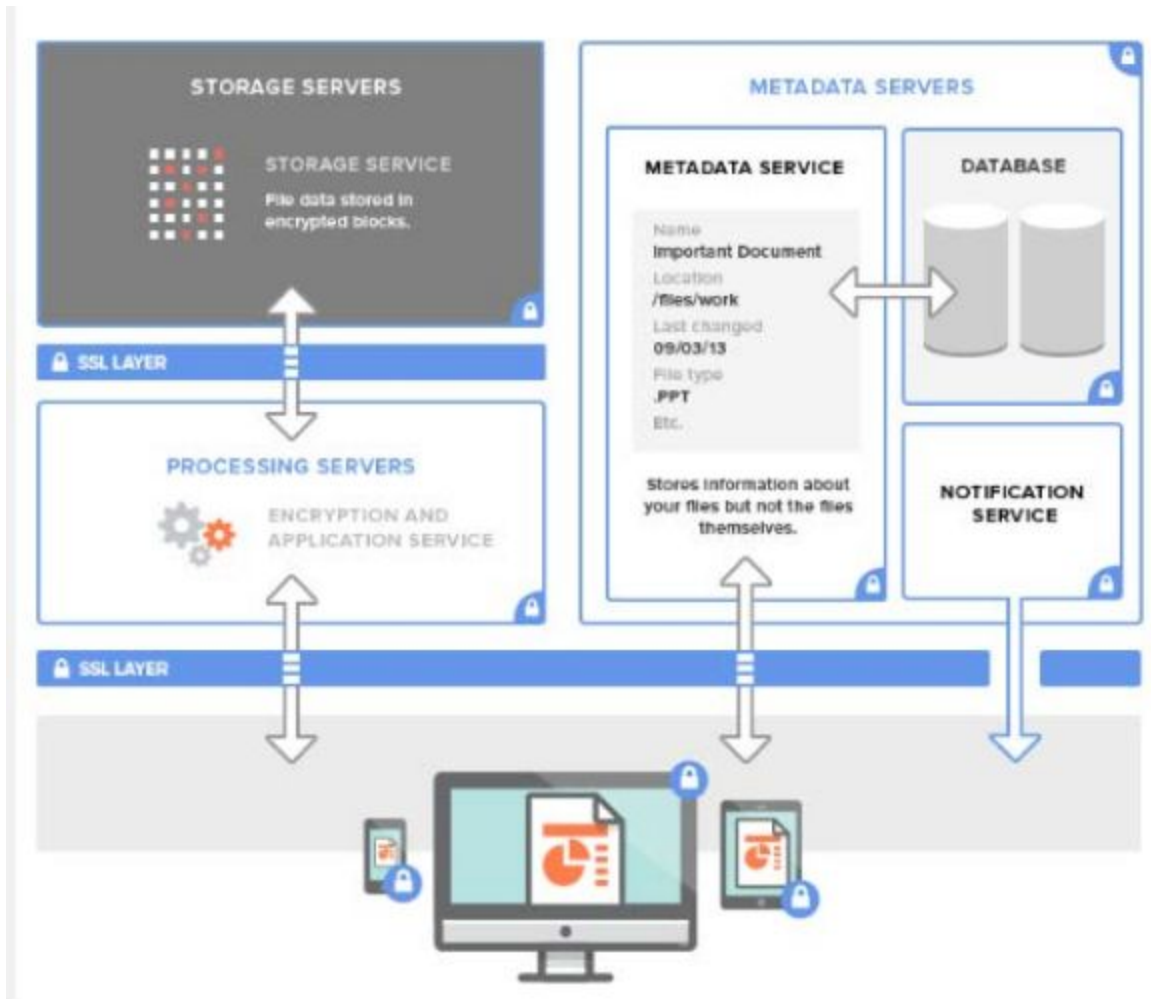 STORAGE SERVERS
STORAGE SERVICE
File data stored in
encrypted blocks.
SSL LAYER
PROCESSING SERVERS
ENCRYPTION AND
APPLICATION SERVICE
METADATA SERVERS
METADATA SERVICE
Name
Important Document
Location
/files/work
Last changed
09/03/13
File type
.PPT
Etc.
Stores information about
your files but not the files
themselves.
DATABASE
NOTIFICATION
SERVICE
SSL LAYER